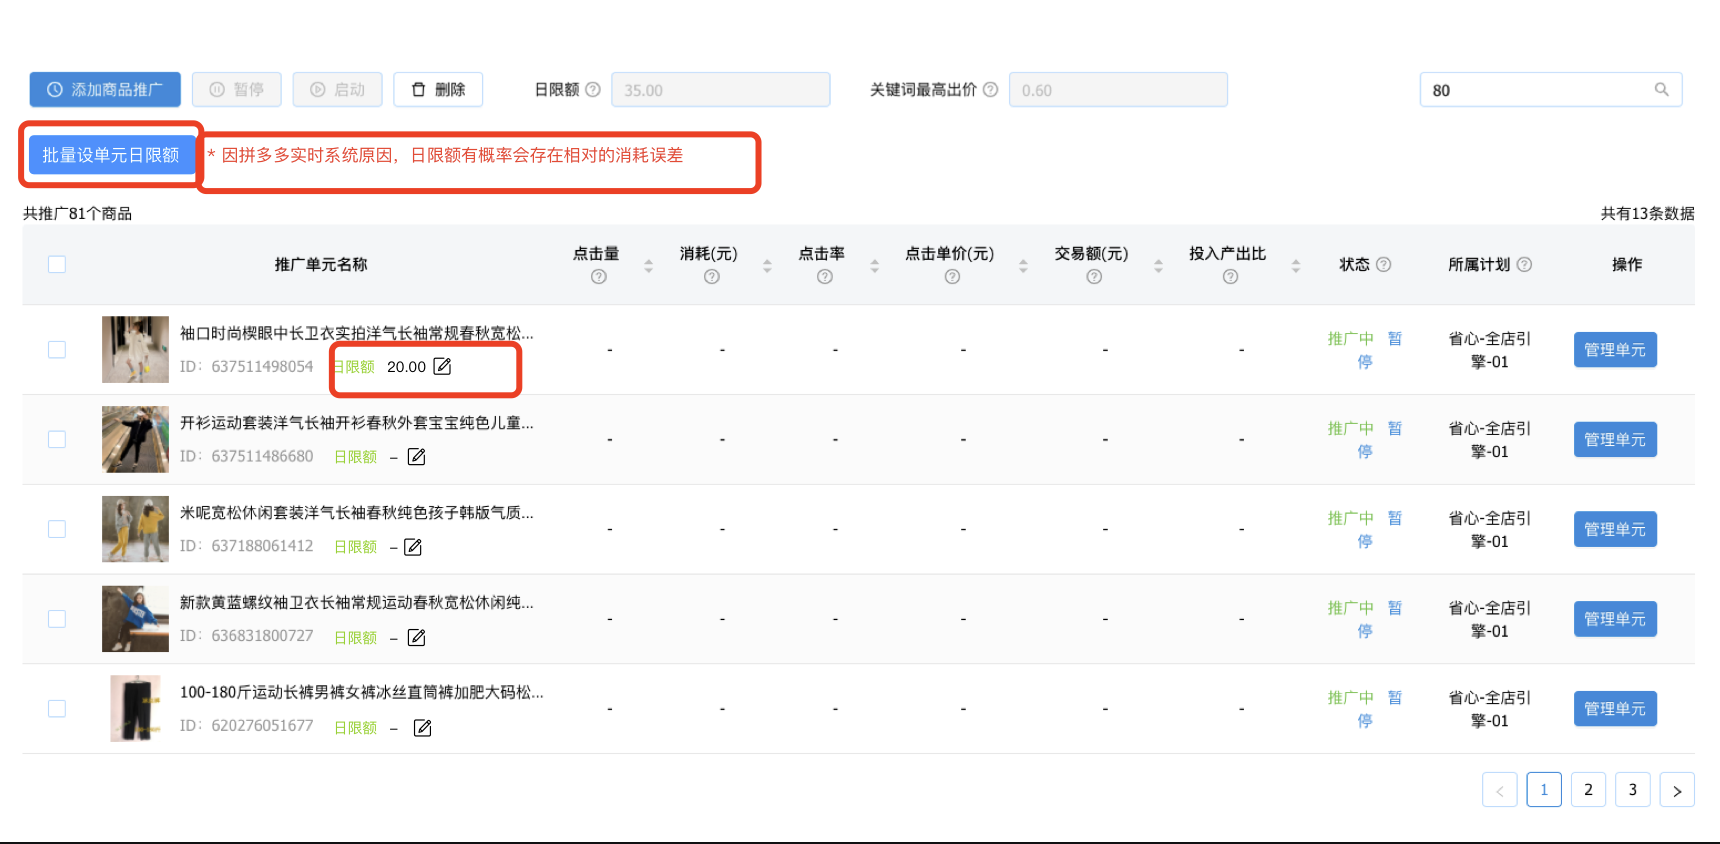 添加商品推广 暂停 启动 删除 日限额 35.00 关键词最高出价 0.60 80
批量设单元日限额 * 因拼多多实时系统原因，日限额有概率会存在相对的消耗误差
共推广81个商品 共有13条数据
推广单元名称 点击量 消耗(元) 点击率 点击单价(元) 交易额(元) 投入产出比 状态 所属计划 操作
袖口时尚楔眼中长卫衣实拍洋气长袖常规春秋宽松...
ID: 637511498054 日限额 20.00 - - - - - - 推广中 暂停 省心-全店引擎-01 管理单元
开衫运动套装洋气长袖开衫春秋外套宝宝纯色儿童...
ID: 637511486680 日限额 – - - - - - - 推广中 暂停 省心-全店引擎-01 管理单元
米呢宽松休闲套装洋气长袖春秋纯色孩子韩版气质...
ID: 637188061412 日限额 – - - - - - - 推广中 暂停 省心-全店引擎-01 管理单元
新款黄蓝螺纹袖卫衣长袖常规运动春秋宽松休闲纯...
ID: 636831800727 日限额 – - - - - - - 推广中 暂停 省心-全店引擎-01 管理单元
100-180斤运动长裤男裤女裤冰丝直筒裤加肥大码松...
ID: 620276051677 日限额 – - - - - - - 推广中 暂停 省心-全店引擎-01 管理单元
< 1 2 3 >